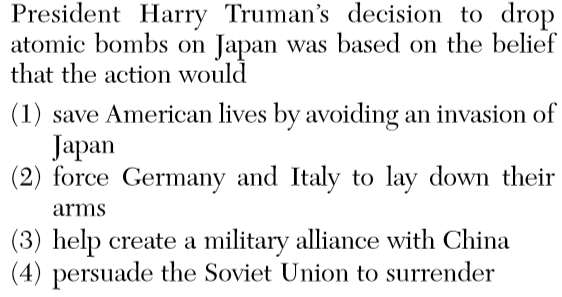 President Harry Truman’s decision to drop
atomic bombs on Japan was based on the belief
that the action would
(1) save American lives by avoiding an invasion of
Japan
(2) force Germany and Italy to lay down their
arms
(3) help create a military alliance with China
(4) persuade the Soviet Union to surrender